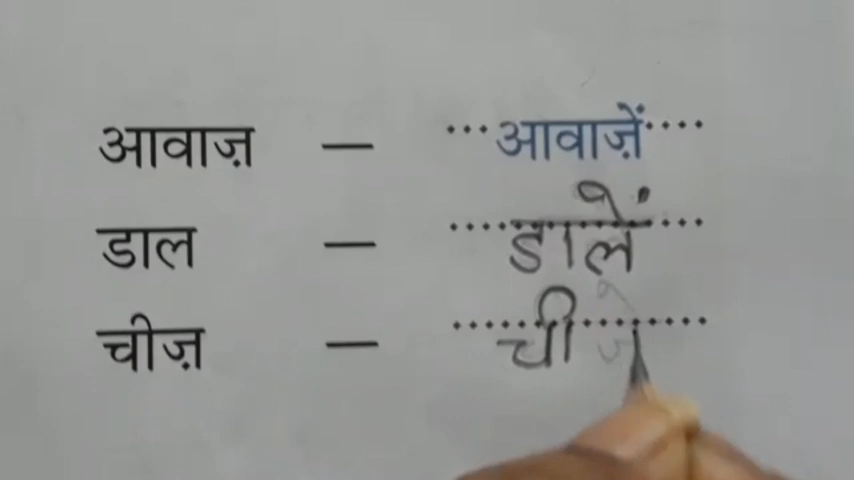 आवाज़ — ...आवाज़ें....
डाल — डालें
चीज़ — ची